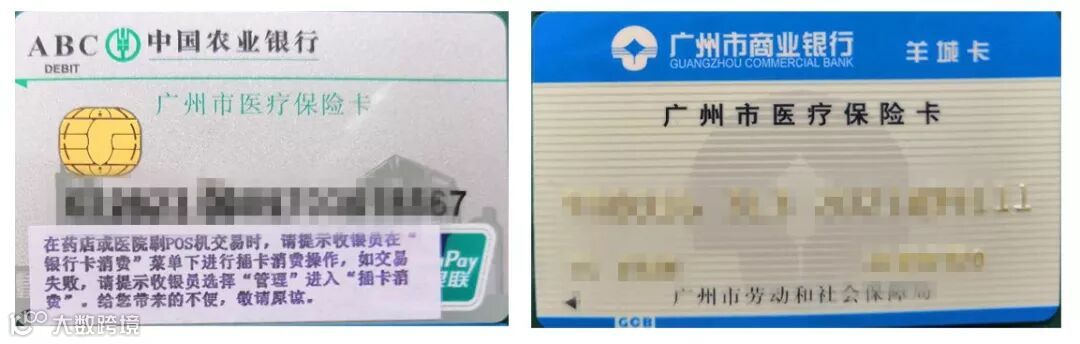 ABC 中国农业银行
DEBIT
广州市医疗保险卡
67
在药店或医院刷POS机交易时,请提示收银员在“
银行卡消费”菜单下进行插卡消费操作,如交易
失败,请提示收银员选择“管理”进入“插卡消
费”。给您带来的不便,敬请原谅。
Pay
银联
大数跨境
广州市商业银行
GUANGZHOU COMMERCIAL BANK
羊城卡
广州市医疗保险卡
111
广州市劳动和社会保障局
GCB